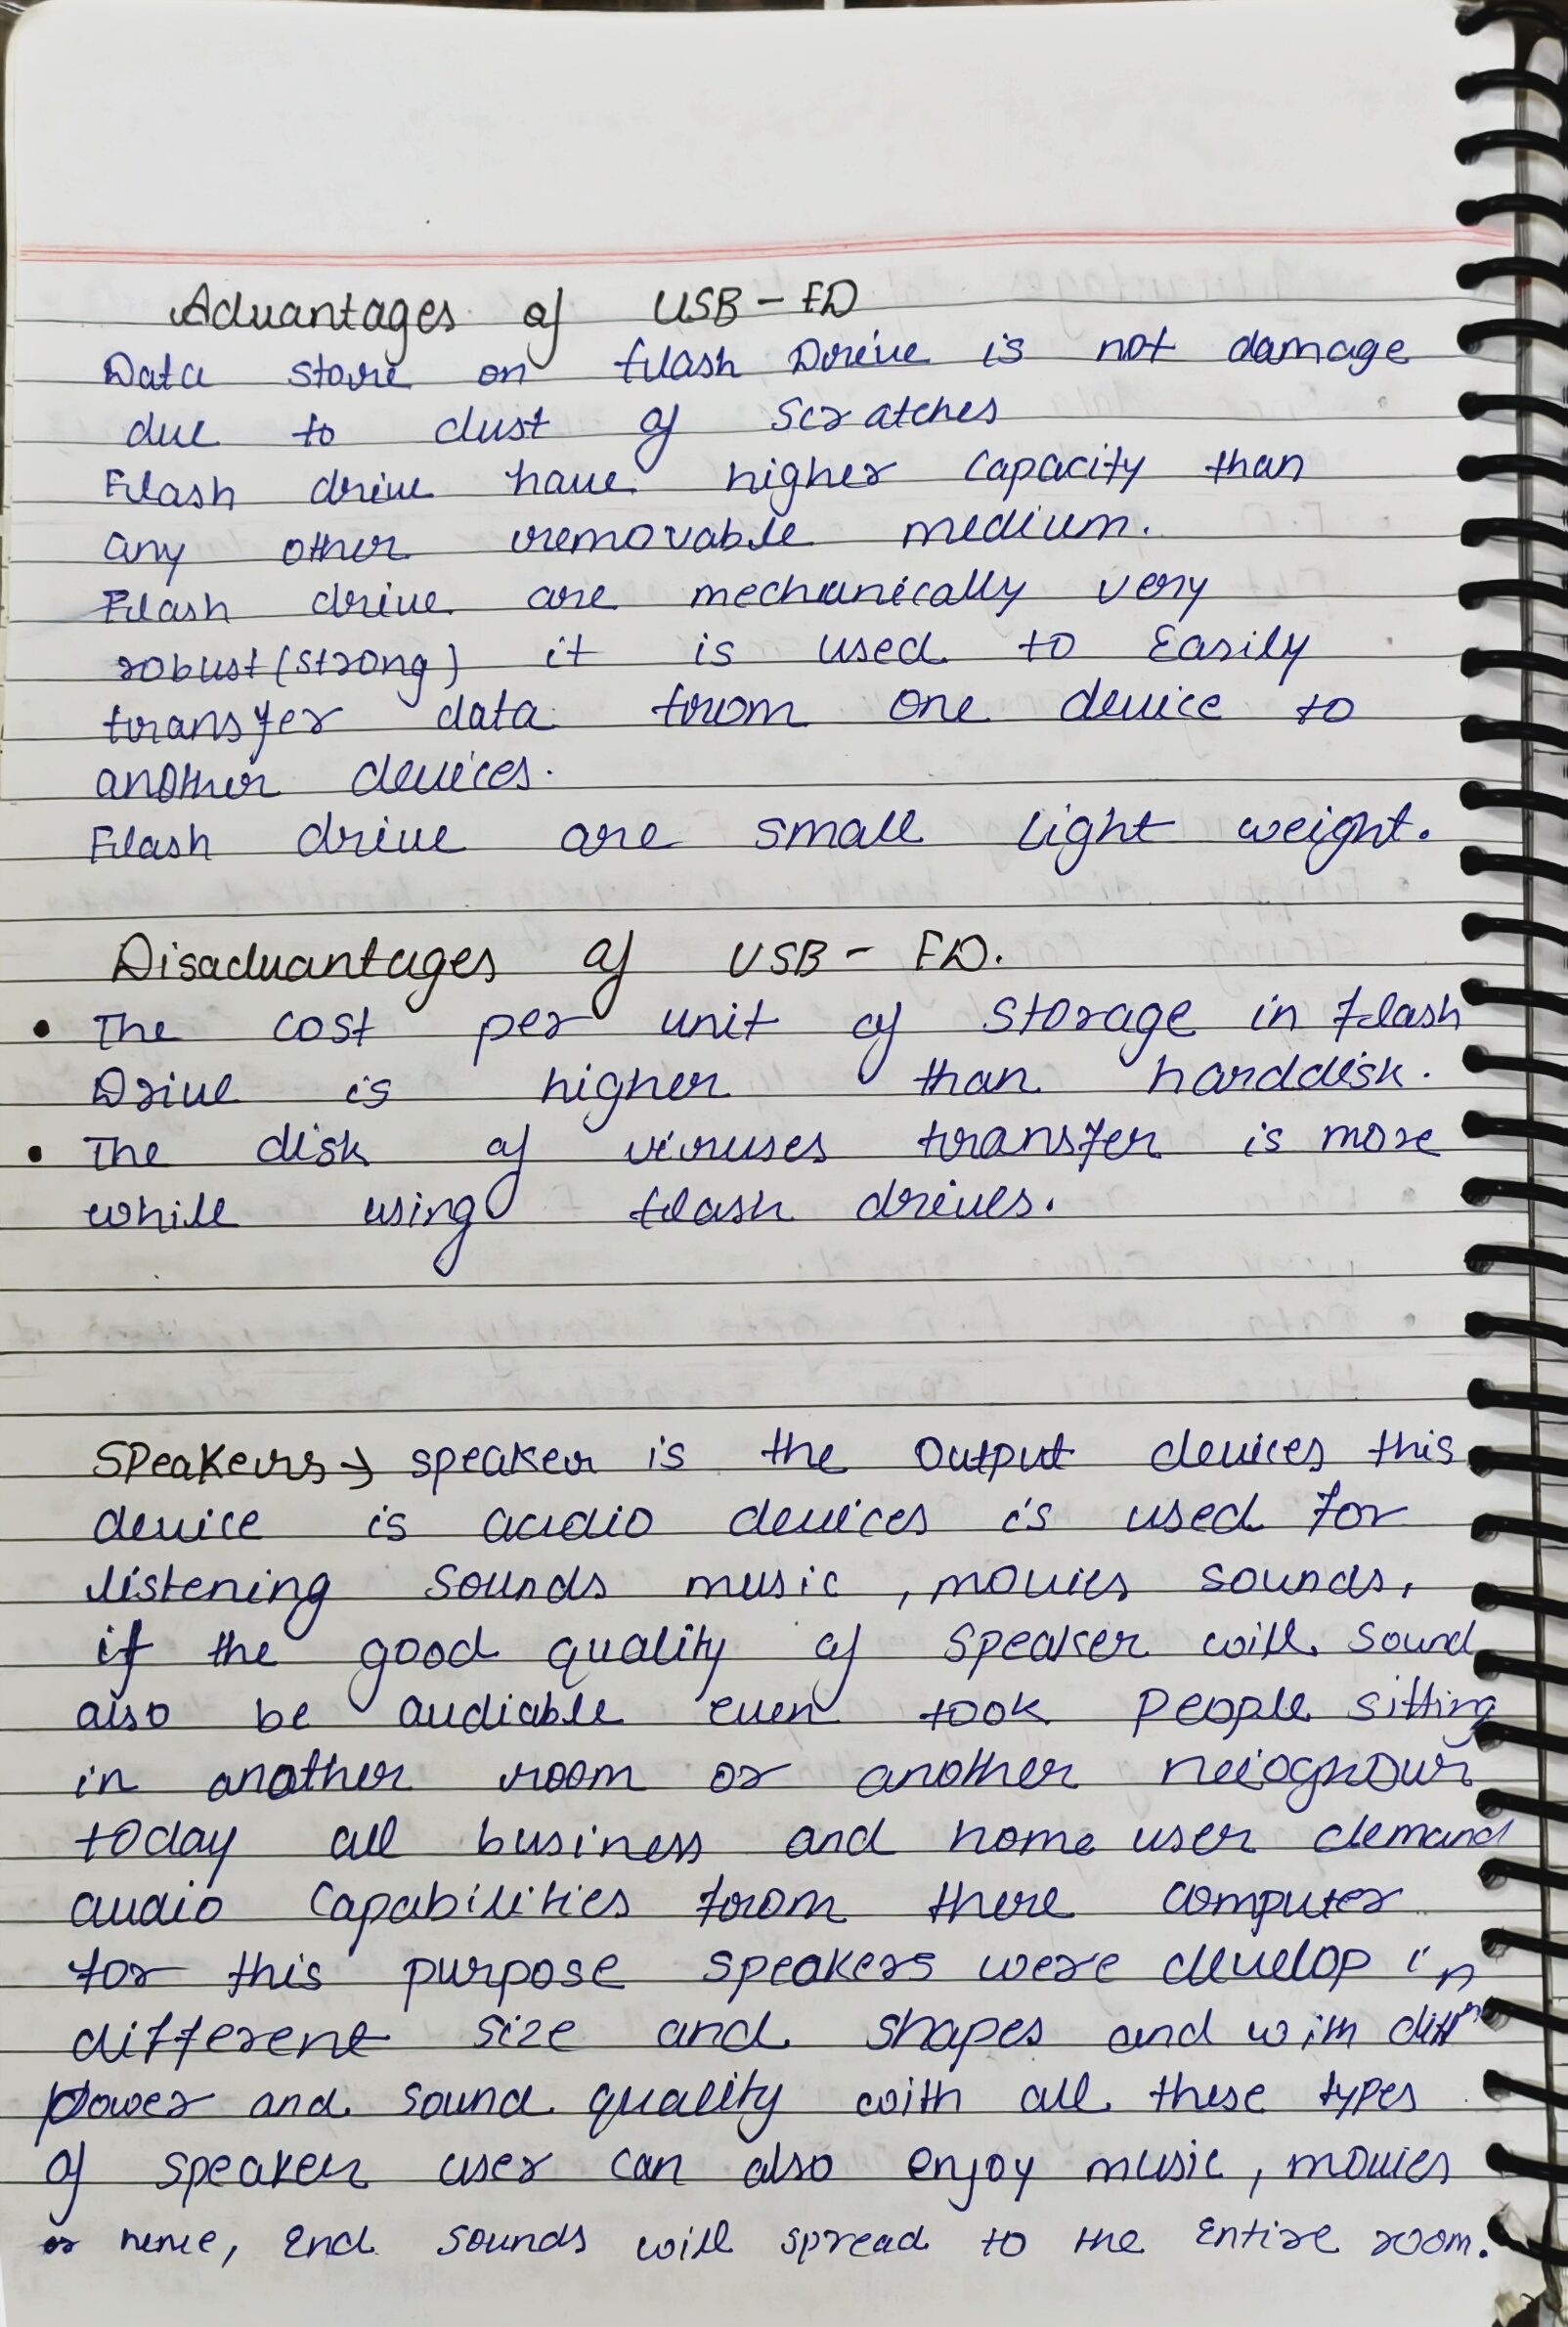 Advantages of USB-FD
Data store on flash Drive is not damage
due to dust of Scratches
Flash drive have higher Capacity than
any other removable medium.
Flash drive are mechanically very
robust (strong) it is used to Easily
transfer data from one device to
another devices.
Flash drive are small light weight.
Disadvantages of USB- FD.
• The cost per unit of Storage in flash
Drive is higher than harddisk.
• The disk of viruses transfer is more
while using flash drives.
Speakers → speaker is the Output devices this
device is audio devices is used for
listening sounds music, movies sounds,
if the good quality of speaker will sound
also be audiable even took People sitting
in another room or another
today all business and home user demand
audio Capabilities from there computer
for this purpose speakers were develop in
different size and shapes and with
power and sound quality with all these types
of speaker user can also enjoy music, movies
or hence, End sounds will spread to the Entire room.